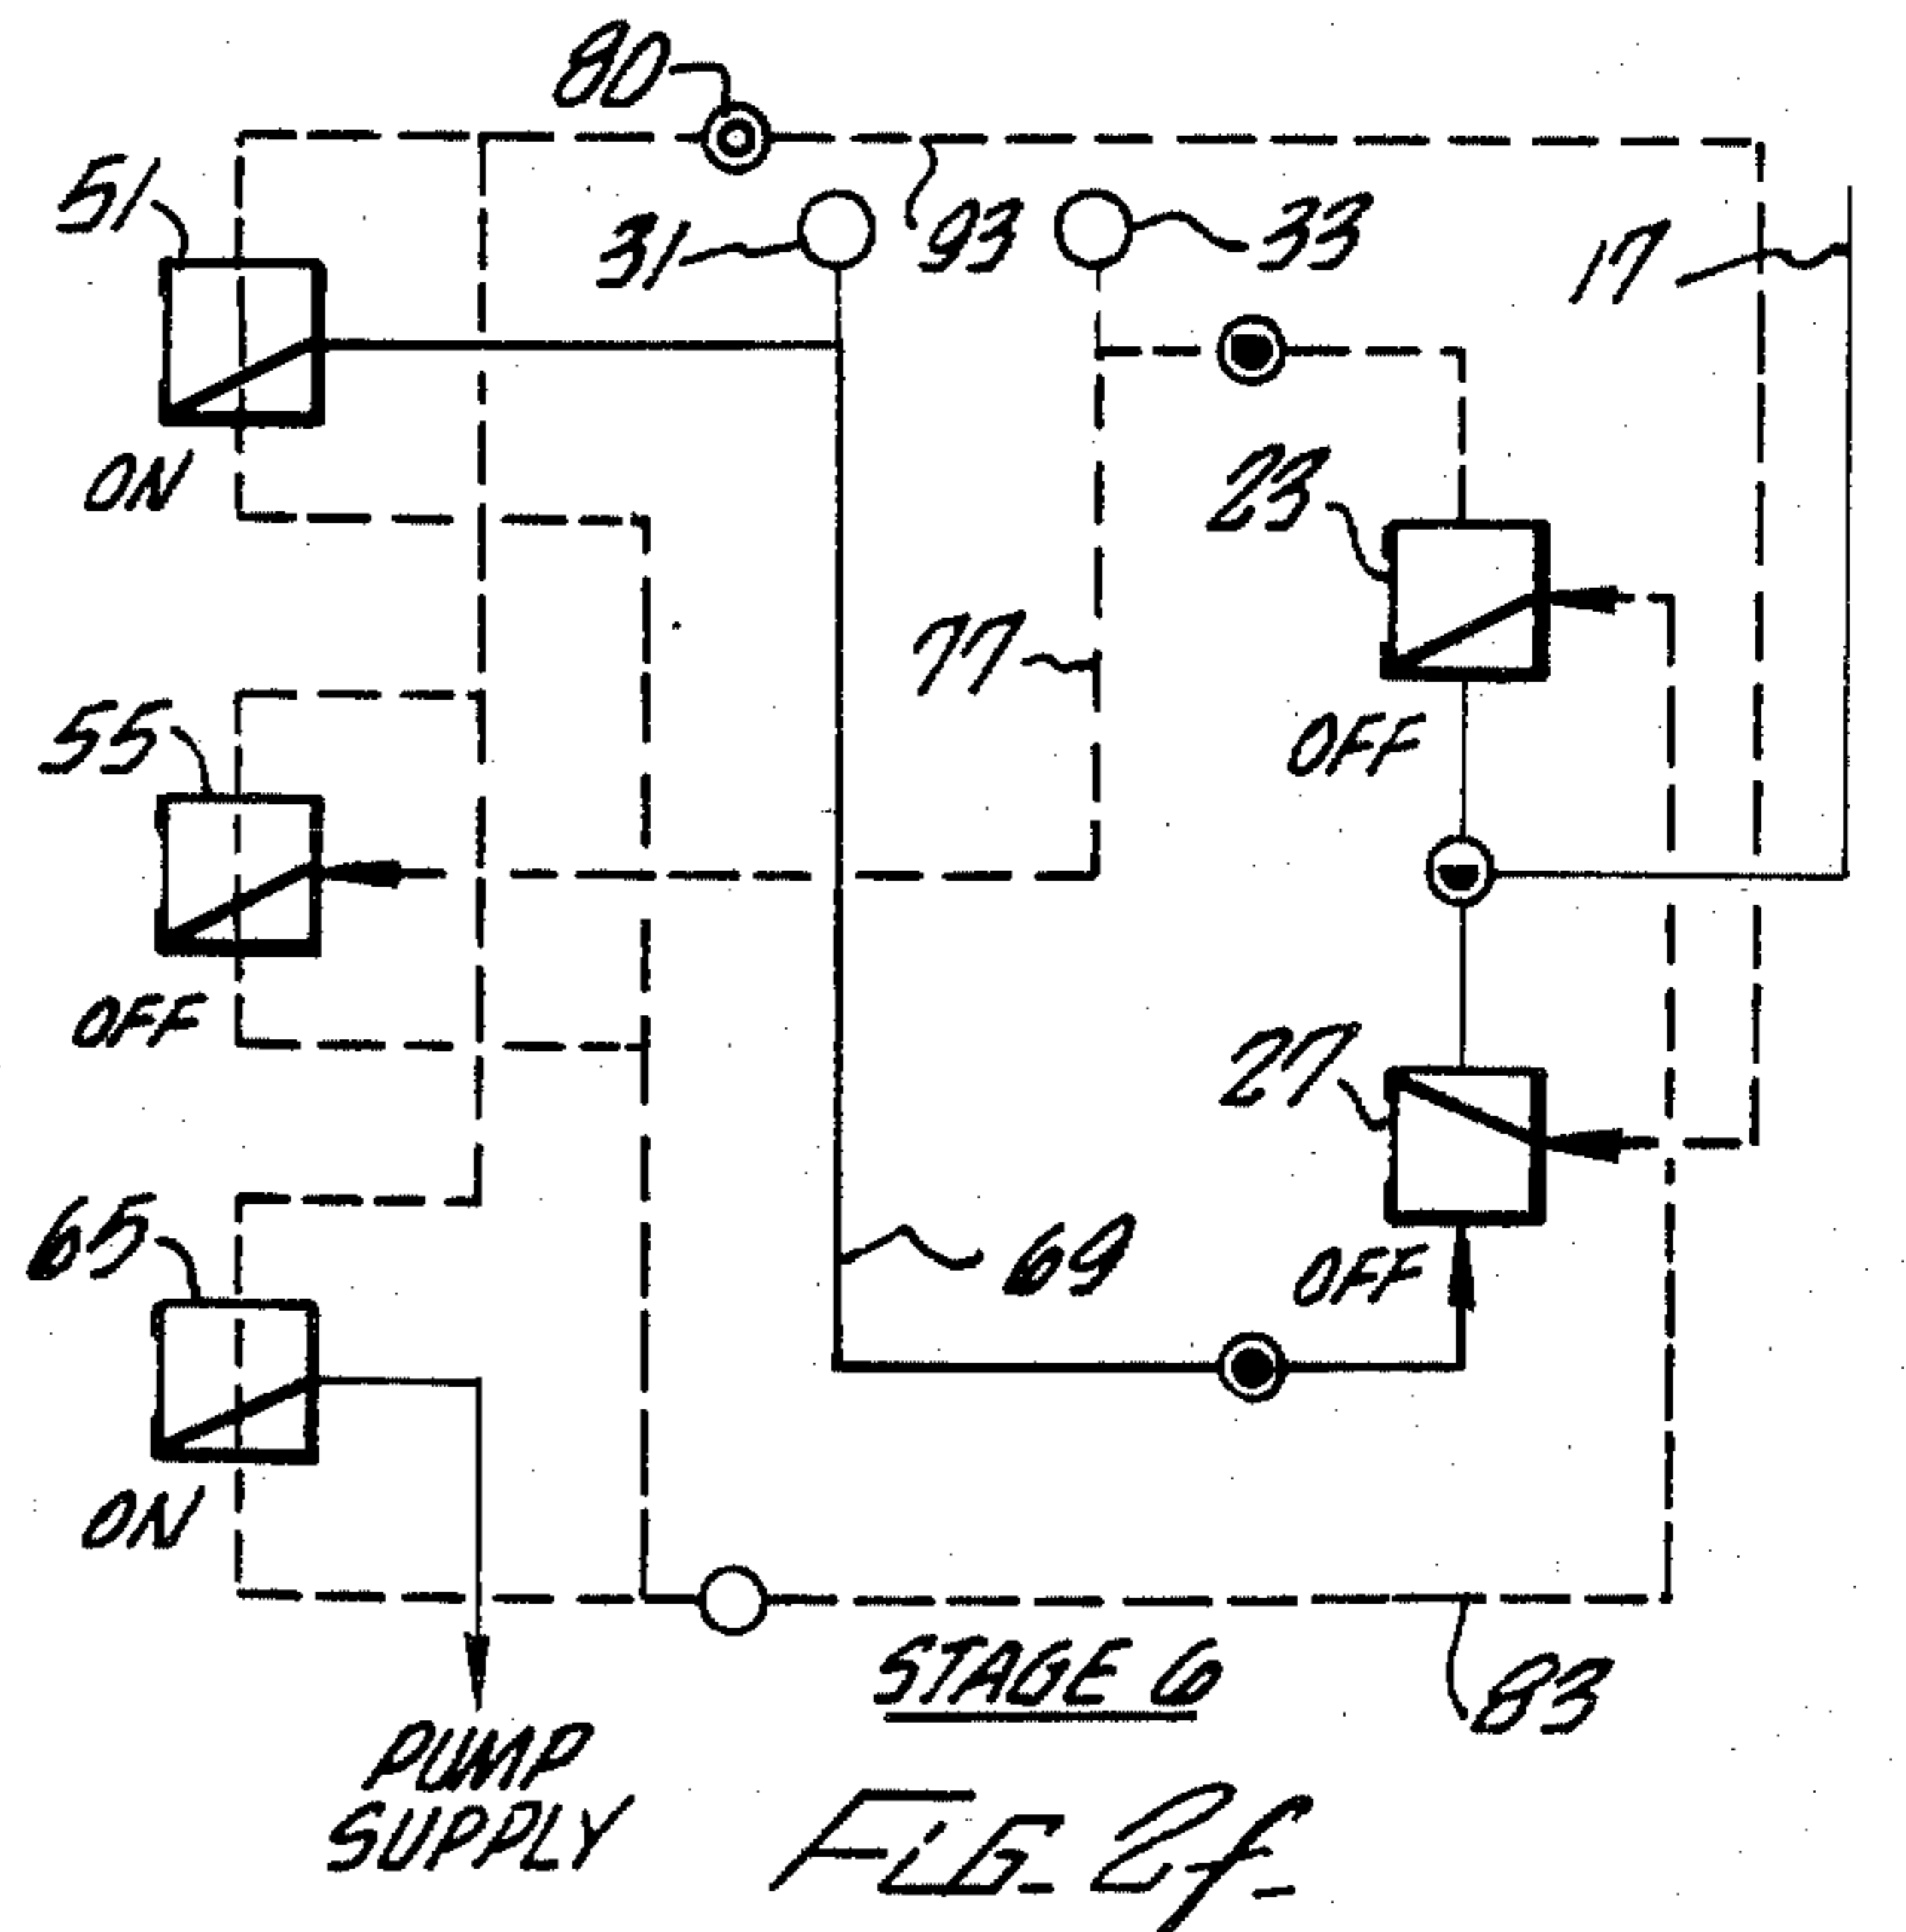 80
51
31
93
33
17
ON
23
77
55
OFF
OFF
27
65
69
OFF
ON
STAGE 6
83
PUMP
SUPPLY
FIG. 2f.